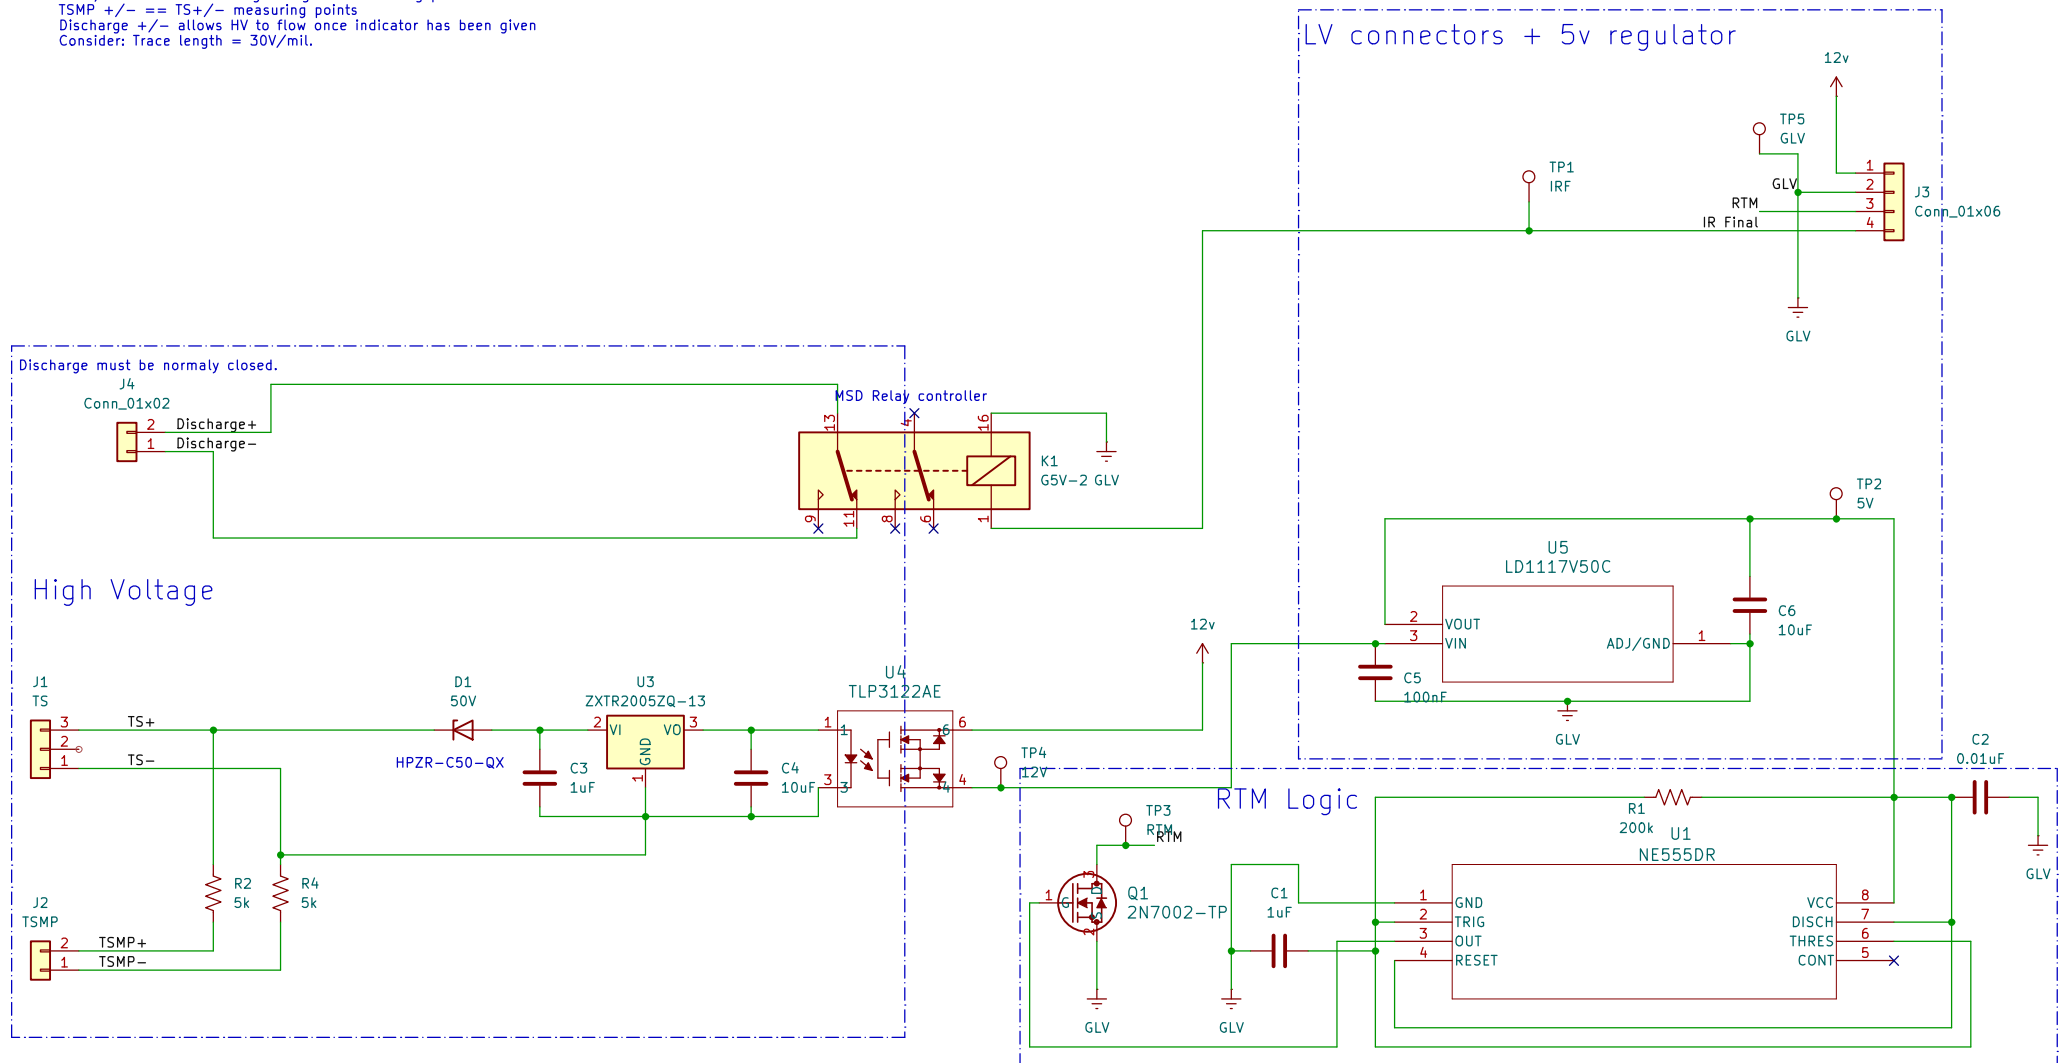 TSMP +/- == TS+/- measuring points
Discharge +/- allows HV to flow once indicator has been given
Consider: Trace length = 30V/mil.
LV connectors + 5v regulator
12v
TP5
GLV
TP1
IRF
1
GLV
2
RTM
3
IR Final
4
J3
Conn_01x06
GLV
Discharge must be normaly closed.
J4
Conn_01x02
2
Discharge+
1
Discharge-
MSD Relay controller
13
4
16
K1
G5V-2
GLV
9
11
8
6
1
High Voltage
TP2
5V
U5
LD1117V50C
2
VOUT
3
VIN
ADJ/GND
1
C6
10uF
C5
100nF
GLV
12v
J1
TS
3
TS+
2
1
TS-
D1
50V
HPZR-C50-QX
U3
ZXTR2005ZQ-13
2
VI
VO
3
GND
1
C3
1uF
C4
10uF
U4
TLP3122AE
1
1
6
6
3
3
4
4
TP4
12V
RTM Logic
C2
0.01uF
GLV
R1
200k
U1
NE555DR
TP3
RTM
RTM
3
D
1
G
S
2
Q1
2N7002-TP
GLV
C1
1uF
GLV
1
GND
2
TRIG
3
OUT
4
RESET
VCC
8
DISCH
7
THRES
6
CONT
5
R2
5k
R4
5k
J2
TSMP
2
TSMP+
1
TSMP-